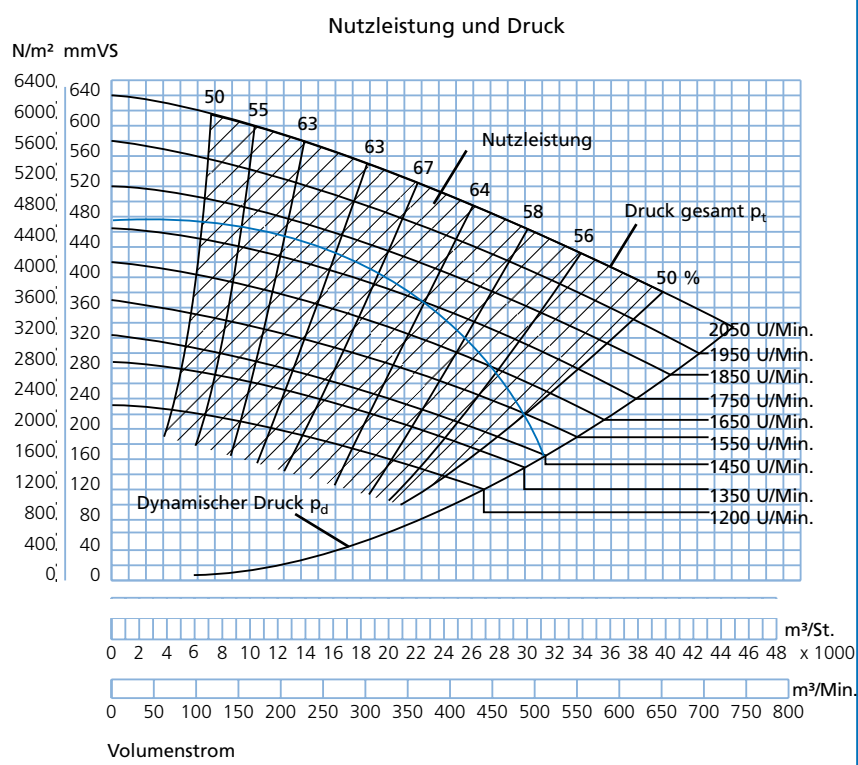 Nutzleistung und Druck
N/m² mmVS
6400, 640
6000, 600
5600, 560
5200, 520
4800, 480
4400, 440
4000, 400
3600, 360
3200, 320
2800, 280
2400, 240
2000, 200
1600, 160
1200, 120
800, 80
400, 40
0, 0
50
55
63
63
67
64
58
56
50 %
Nutzleistung
Druck gesamt pt
2050 U/Min.
1950 U/Min.
1850 U/Min.
1750 U/Min.
1650 U/Min.
1550 U/Min.
1450 U/Min.
1350 U/Min.
1200 U/Min.
Dynamischer Druck pd
m³/St.
0 2 4 6 8 10 12 14 16 18 20 22 24 26 28 30 32 34 36 38 40 42 44 46 48 x 1000
m³/Min.
0 50 100 150 200 250 300 350 400 450 500 550 600 650 700 750 800
Volumenstrom